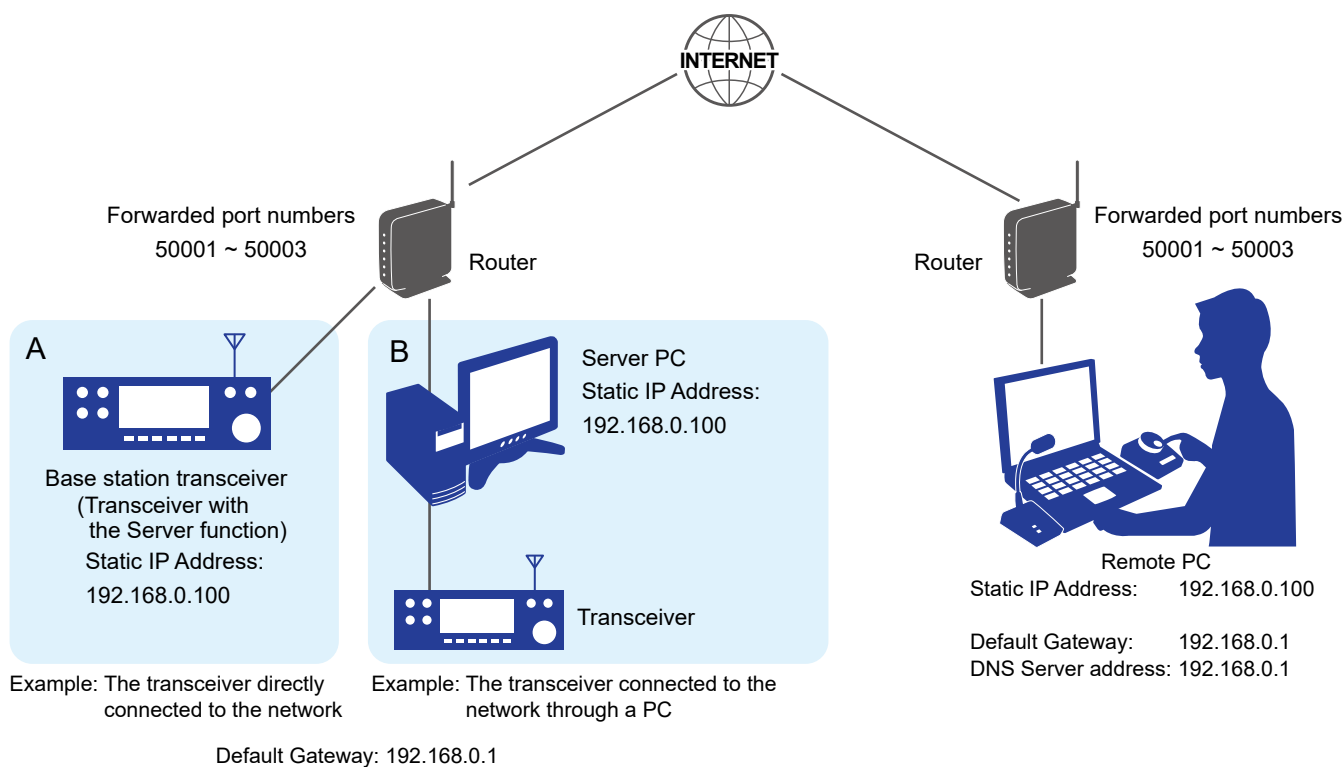 INTERNET
Forwarded port numbers
50001 ~ 50003
Router
Router
Forwarded port numbers
50001 ~ 50003
A
Base station transceiver
(Transceiver with
the Server function)
Static IP Address:
192.168.0.100
B
Server PC
Static IP Address:
192.168.0.100
Transceiver
Remote PC
Static IP Address: 192.168.0.100
Default Gateway: 192.168.0.1
DNS Server address: 192.168.0.1
Example: The transceiver directly
connected to the network
Example: The transceiver connected to the
network through a PC
Default Gateway: 192.168.0.1